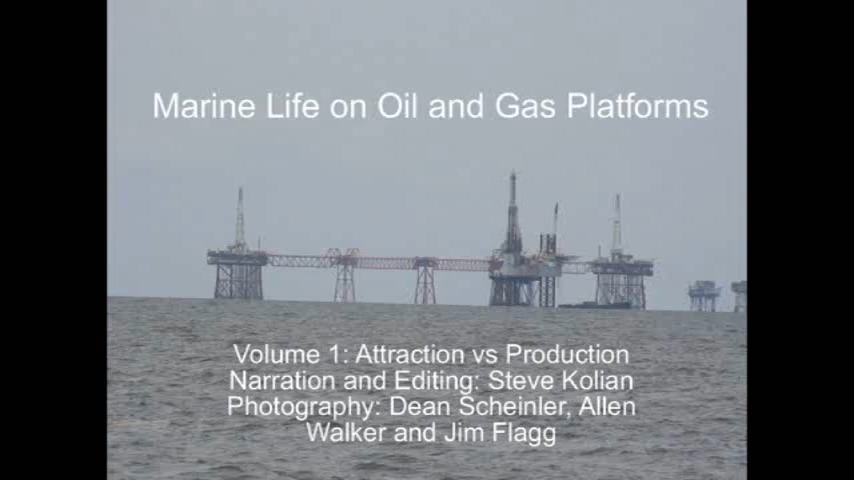 Marine Life on Oil and Gas Platforms
Volume 1: Attraction vs Production
Narration and Editing: Steve Kolian
Photography: Dean Scheinler, Allen
Walker and Jim Flagg